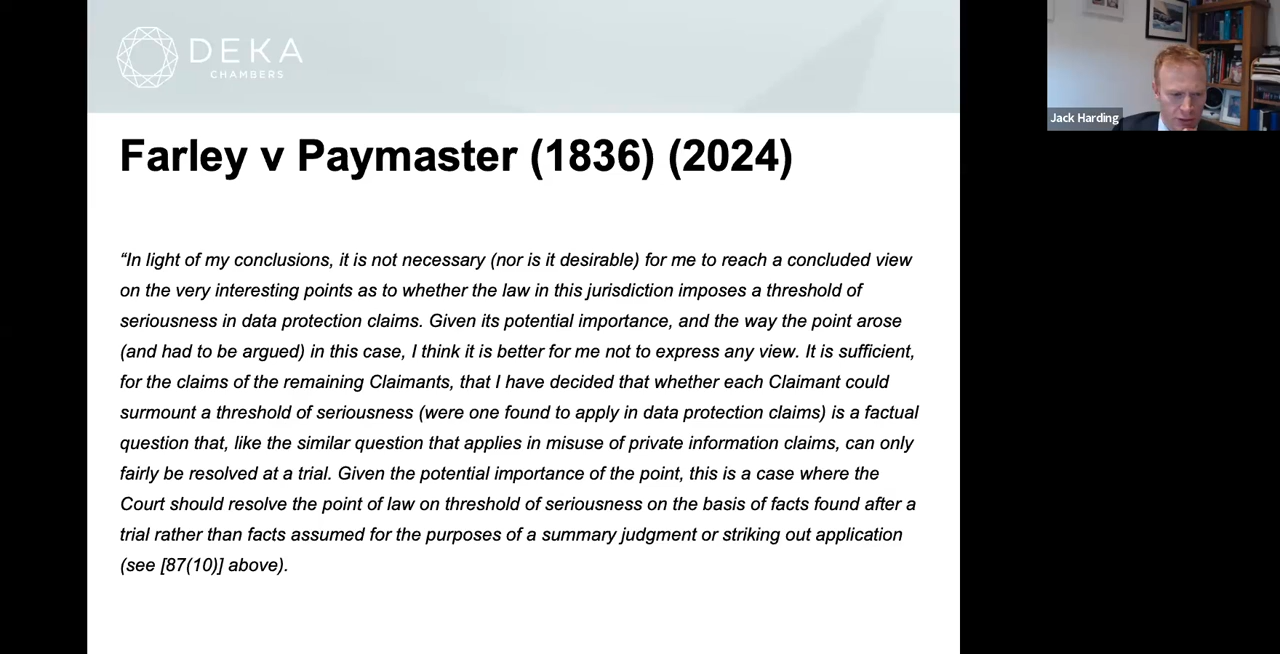 DEKA
CHAMBERS
Jack Harding
Farley v Paymaster (1836) (2024)
“In light of my conclusions, it is not necessary (nor is it desirable) for me to reach a concluded view
on the very interesting points as to whether the law in this jurisdiction imposes a threshold of
seriousness in data protection claims. Given its potential importance, and the way the point arose
(and had to be argued) in this case, I think it is better for me not to express any view. It is sufficient,
for the claims of the remaining Claimants, that I have decided that whether each Claimant could
surmount a threshold of seriousness (were one found to apply in data protection claims) is a factual
question that, like the similar question that applies in misuse of private information claims, can only
fairly be resolved at a trial. Given the potential importance of the point, this is a case where the
Court should resolve the point of law on threshold of seriousness on the basis of facts found after a
trial rather than facts assumed for the purposes of a summary judgment or striking out application
(see [87(10)] above).